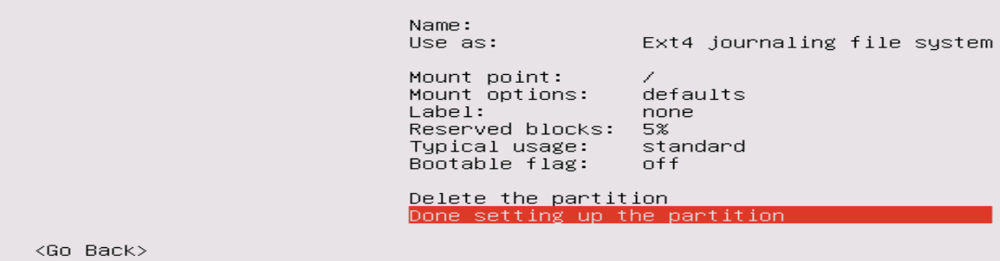 Name:
Use as: Ext4 journaling file system
Mount point: /
Mount options: defaults
Label: none
Reserved blocks: 5%
Typical usage: standard
Bootable flag: off
Delete the partition
Done setting up the partition
<Go Back>